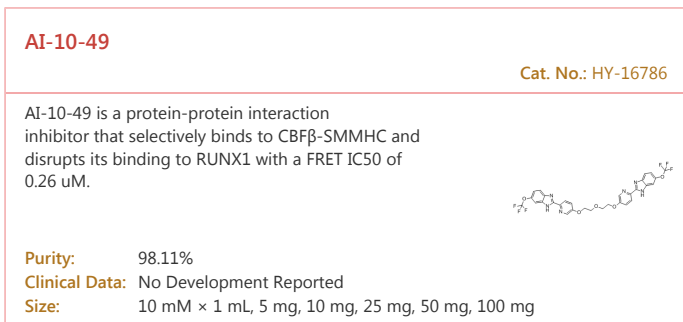 AI-10-49
Cat. No.: HY-16786
AI-10-49 is a protein-protein interaction
inhibitor that selectively binds to CBFβ-SMMHC and
disrupts its binding to RUNX1 with a FRET IC50 of
0.26 uM.
Purity: 98.11%
Clinical Data: No Development Reported
Size: 10 mM × 1 mL, 5 mg, 10 mg, 25 mg, 50 mg, 100 mg